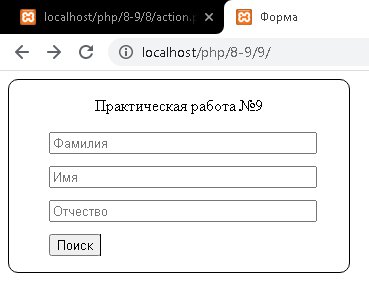 localhost/php/8-9/8/action.p
Форма
localhost/php/8-9/9/
Практическая работа №9
Фамилия
Имя
Отчество
Поиск